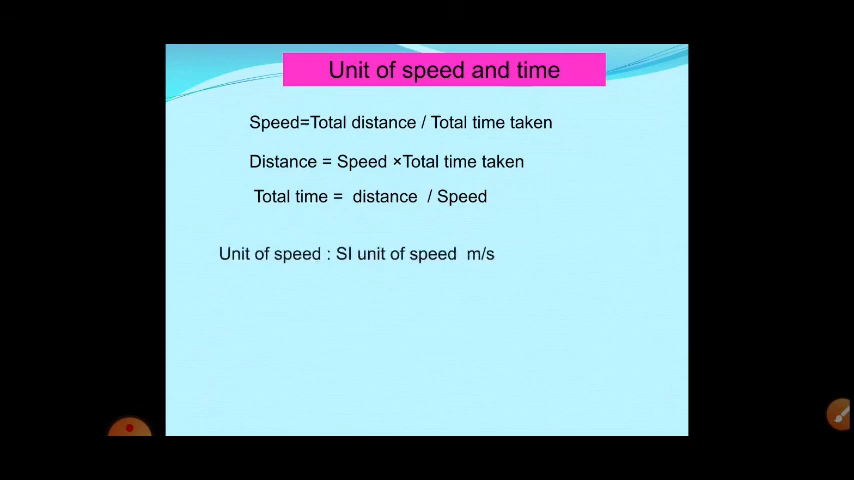 Unit of speed and time
Speed=Total distance / Total time taken
Distance = Speed ×Total time taken
Total time = distance / Speed
Unit of speed : SI unit of speed m/s